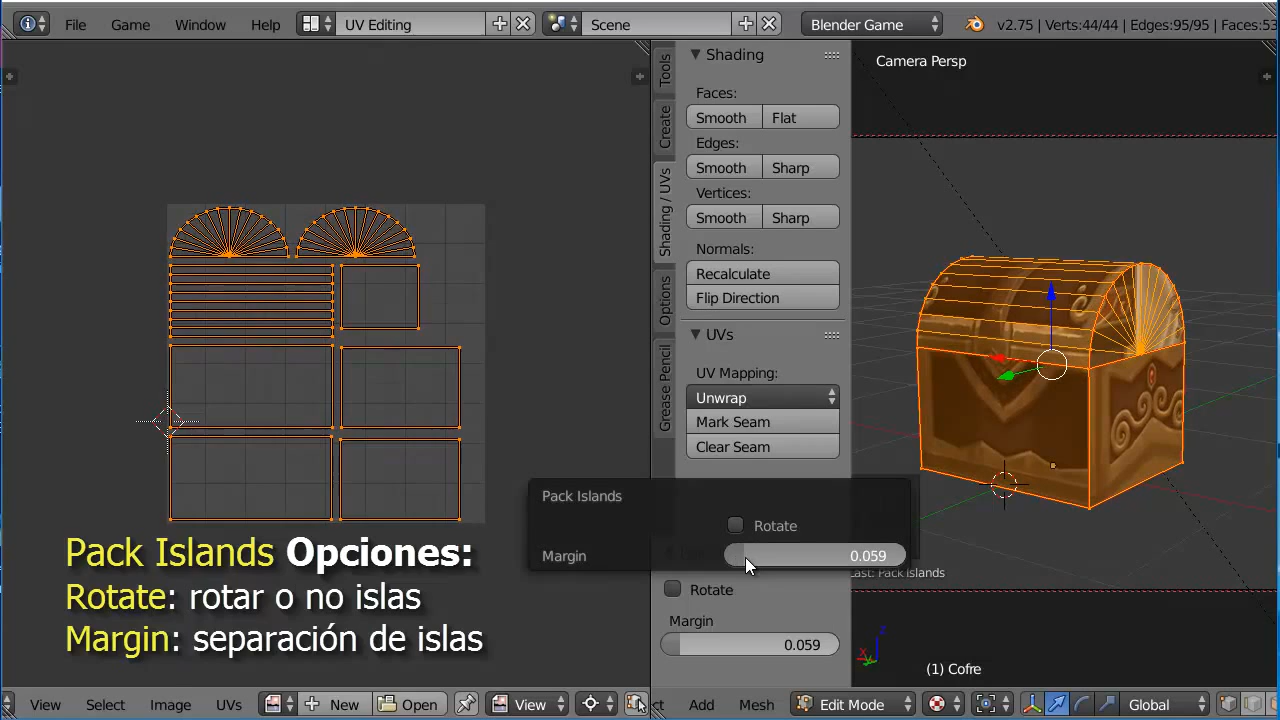 File Game Window Help UV Editing Scene Blender Game v2.75 | Verts:44/44 | Edges:95/95 | Faces:53
Tools
Create
Shading / UVs
Options
Grease Pencil
Shading
Faces:
Smooth Flat
Edges:
Smooth Sharp
Vertices:
Smooth Sharp
Normals:
Recalculate
Flip Direction
UVs
UV Mapping:
Unwrap
Mark Seam
Clear Seam
Camera Persp
Pack Islands
Rotate
Margin 0.059
Last: Pack Islands
Rotate
Margin
0.059
(1) Cofre
Pack Islands Opciones:
Rotate: rotar o no islas
Margin: separación de islas
View Select Image UVs New Open View ct Add Mesh Edit Mode Global